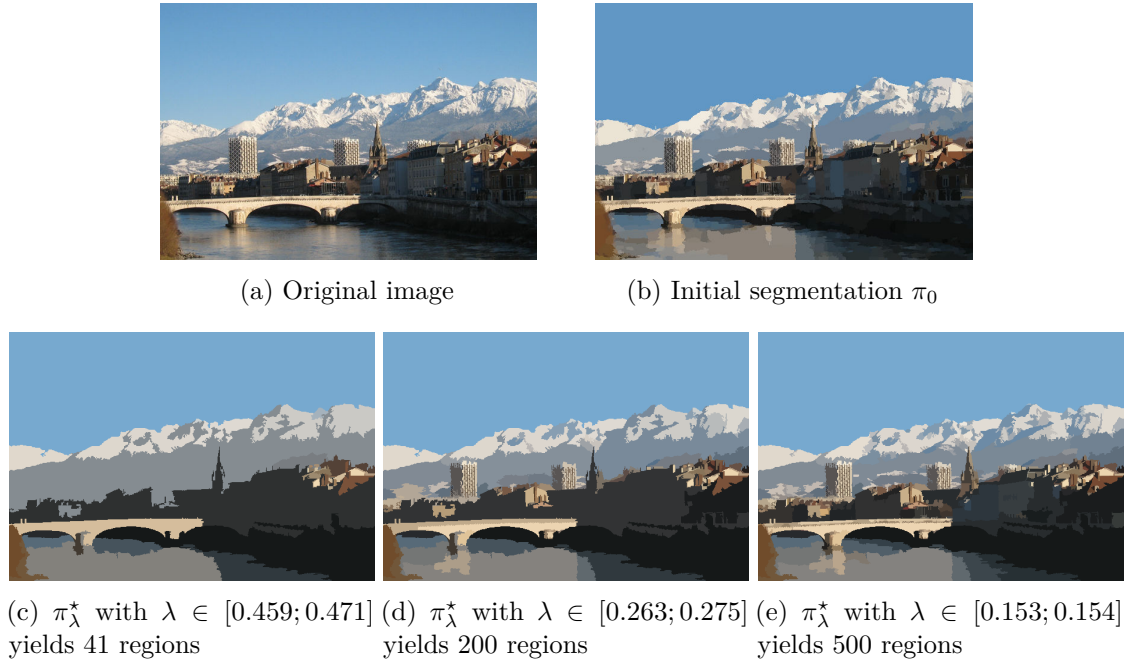 (a) Original image
(b) Initial segmentation π₀
(c) π⋆λ with λ ∈ [0.459; 0.471]
yields 41 regions
(d) π⋆λ with λ ∈ [0.263; 0.275]
yields 200 regions
(e) π⋆λ with λ ∈ [0.153; 0.154]
yields 500 regions